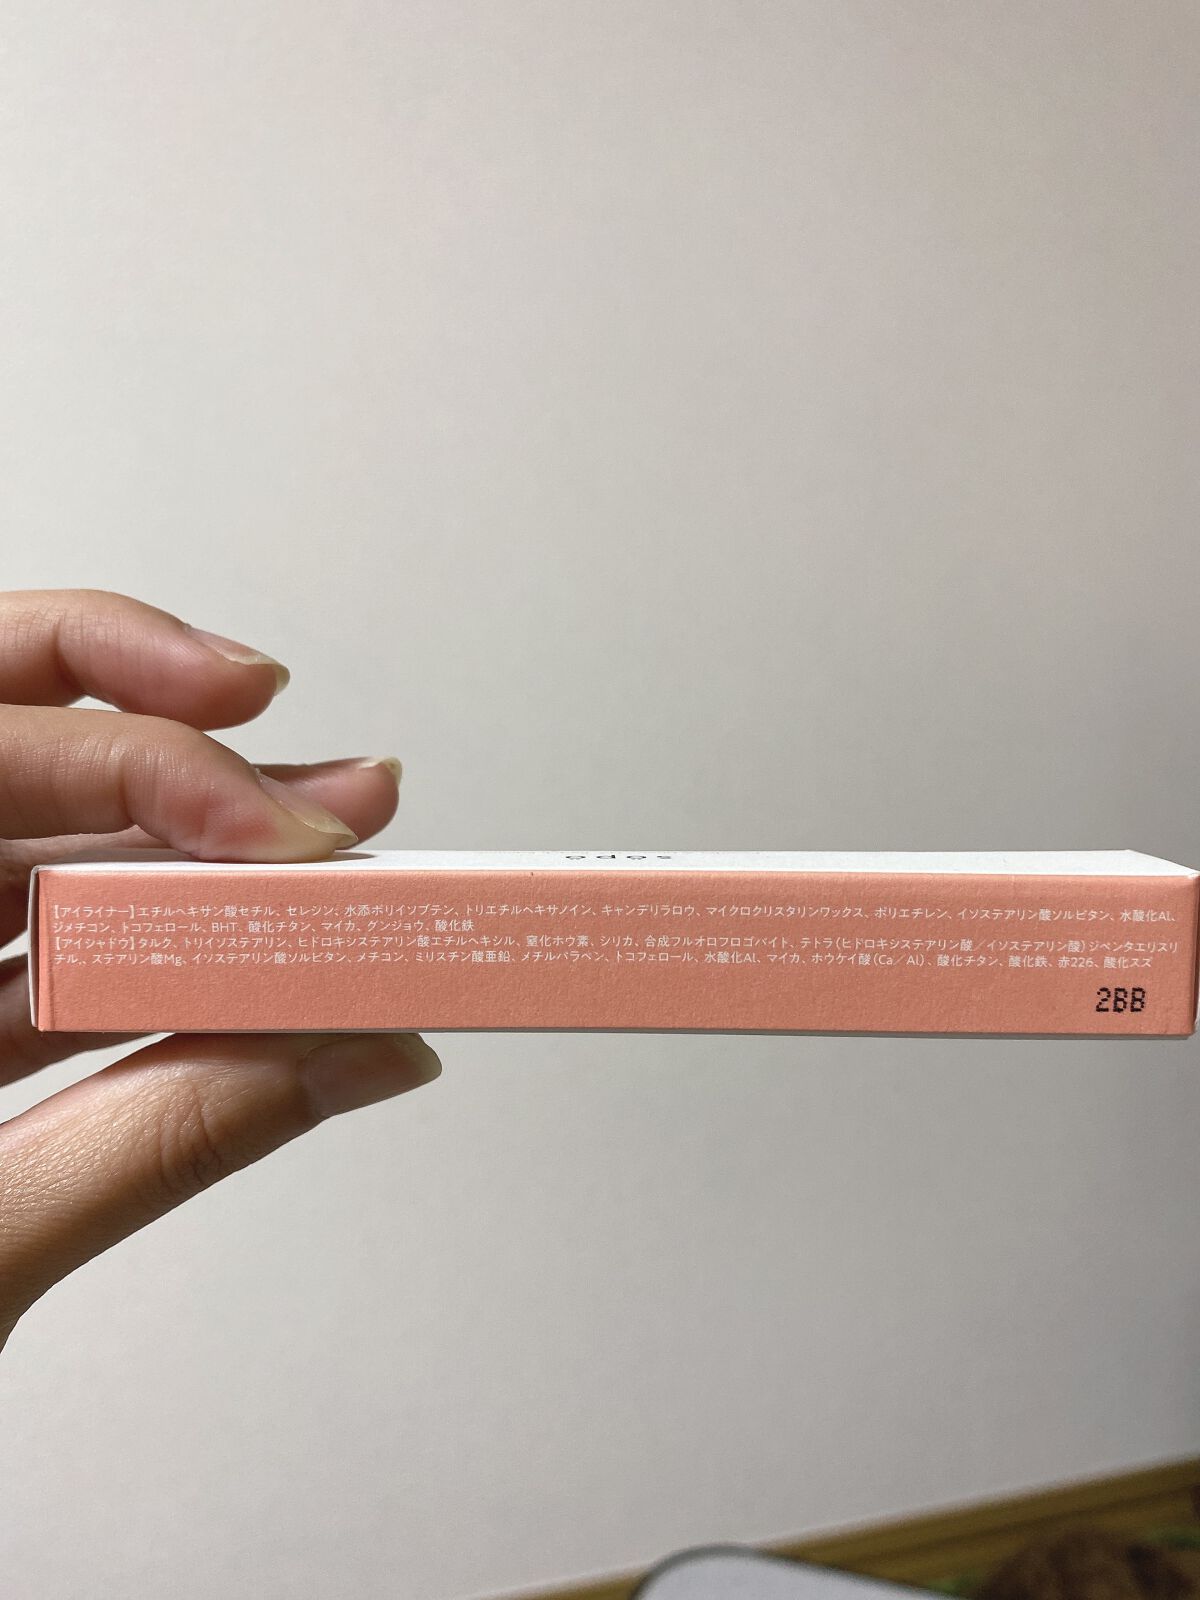 sopo
【アイライナー】エチルヘキサン酸セチル、セレシン、水添ポリイソブテン、トリエチルヘキサノイン、キャンデリラロウ、マイクロクリスタリンワックス、ポリエチレン、イソステアリン酸ソルビタン、水酸化Al、
ジメチコン、トコフェロール、BHT、酸化チタン、マイカ、グンジョウ、酸化鉄
【アイシャドウ】タルク、トリイソステアリン、ヒドロキシステアリン酸エチルヘキシル、窒化ホウ素、シリカ、合成フルオロフロゴパイト、テトラ（ヒドロキシステアリン酸／イソステアリン酸）ジペンタエリスリ
チル、、ステアリン酸Mg、イソステアリン酸ソルビタン、メチコン、ミリスチン酸亜鉛、メチルパラベン、トコフェロール、水酸化Al、マイカ、ホウケイ酸（Ca／Al）、酸化チタン、酸化鉄、赤226、酸化スズ
2BB